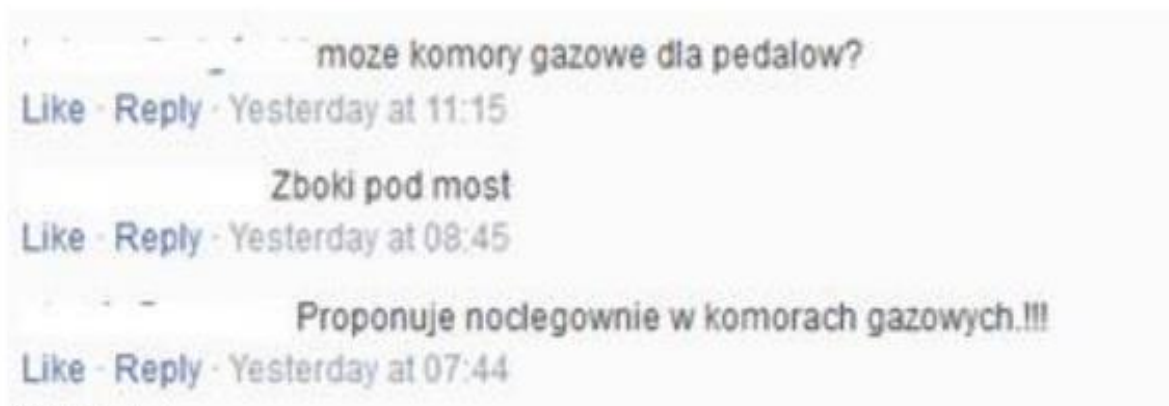 moze komory gazowe dla pedalow?
Like · Reply · Yesterday at 11:15
Zboki pod most
Like · Reply · Yesterday at 08:45
Proponuje noclegownie w komorach gazowych.!!!
Like · Reply · Yesterday at 07:44